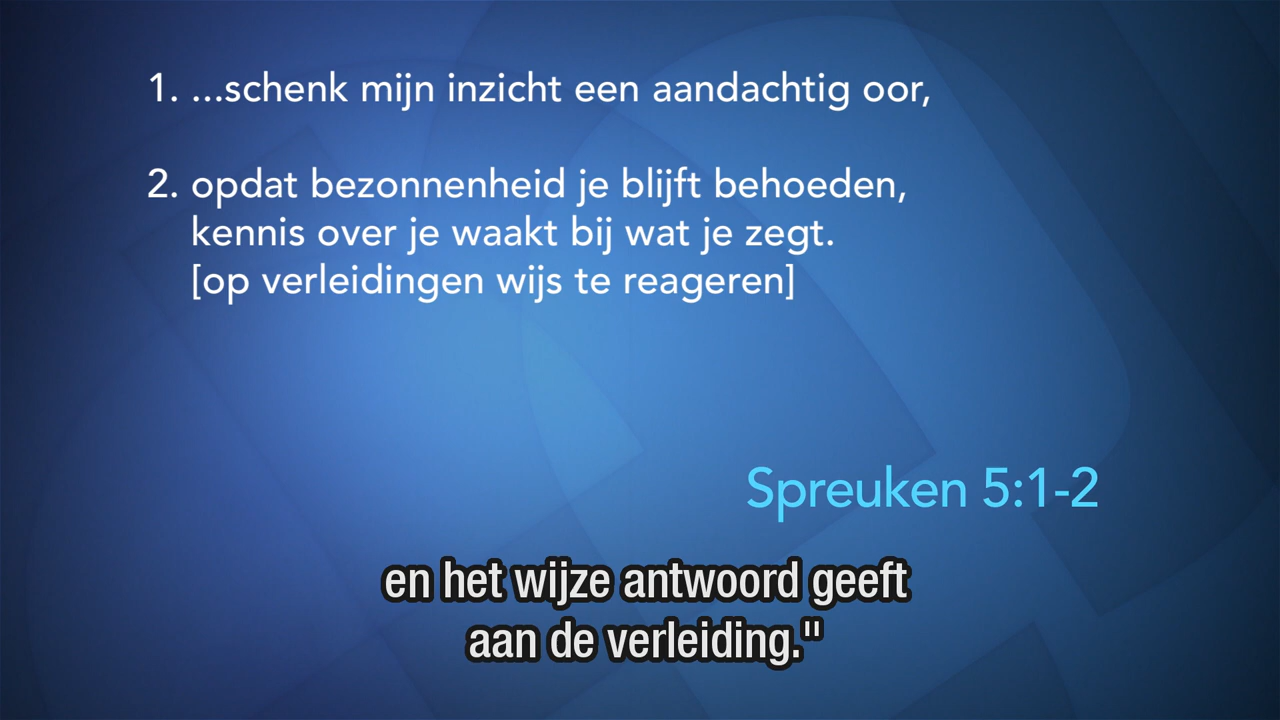 1. ...schenk mijn inzicht een aandachtig oor,
2. opdat bezonnenheid je blijft behoeden,
kennis over je waakt bij wat je zegt.
[op verleidingen wijs te reageren]
Spreuken 5:1-2
en het wijze antwoord geeft
aan de verleiding."